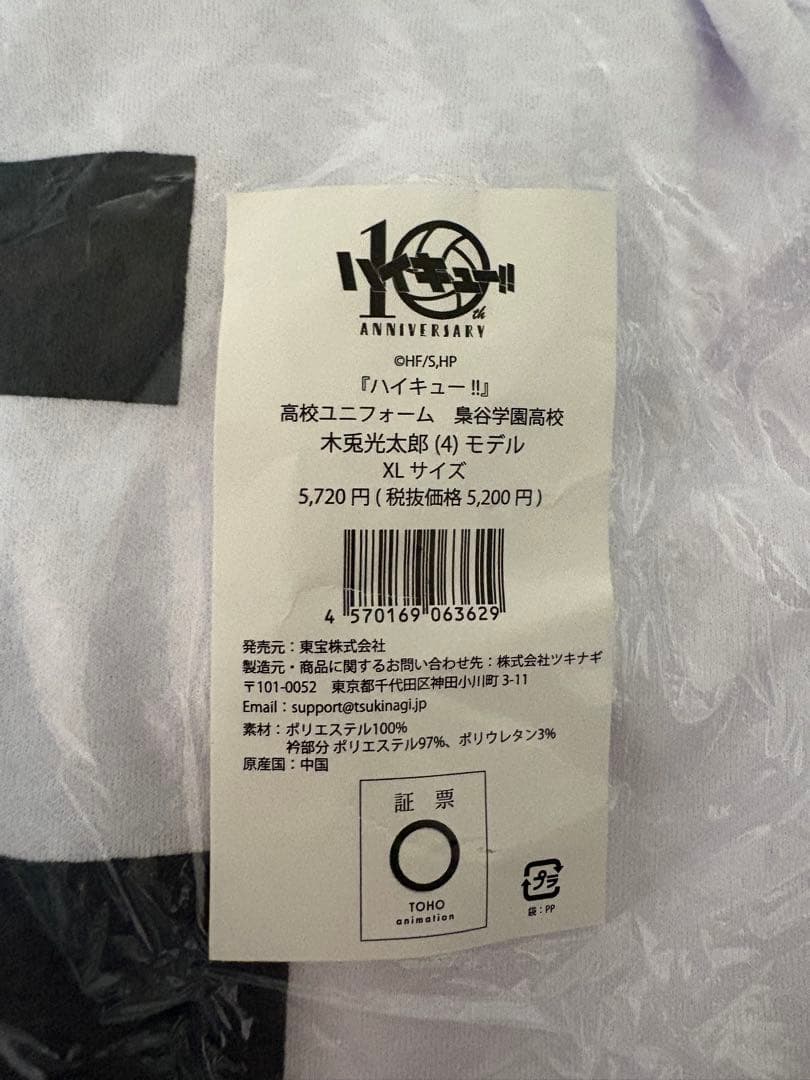 10th
ハイキュー!!
ANNIVERSARY
©HF/S,HP
『ハイキュー!!』
高校ユニフォーム　梟谷学園高校
木兎光太郎 (4) モデル
XL サイズ
5,720 円 ( 税抜価格 5,200 円 )
4 570169 063629
発売元：東宝株式会社
製造元・商品に関するお問い合わせ先：株式会社ツキナギ
〒101-0052　東京都千代田区神田小川町 3-11
Email：support@tsukinagi.jp
素材：ポリエステル100%
衿部分 ポリエステル97%、ポリウレタン3%
原産国：中国
証 票
TOHO
animation
プラ
袋：PP